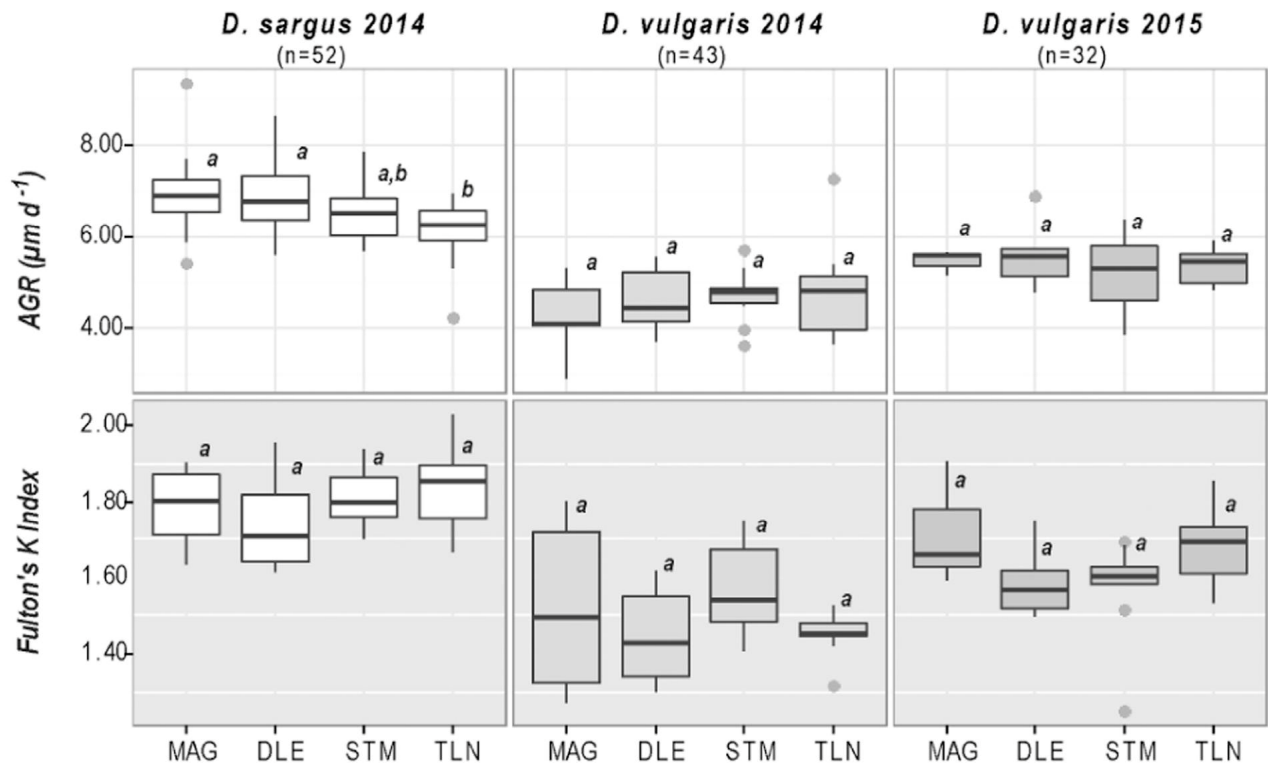 D. sargus 2014 D. vulgaris 2014 D. vulgaris 2015
(n=52) (n=43) (n=32)
AGR (µm d⁻¹)
8.00
6.00
4.00
a a a,b b
a a a a
a a a a
Fulton's K Index
2.00
1.80
1.60
1.40
a a a a
a a a a
a a a a
MAG DLE STM TLN MAG DLE STM TLN MAG DLE STM TLN